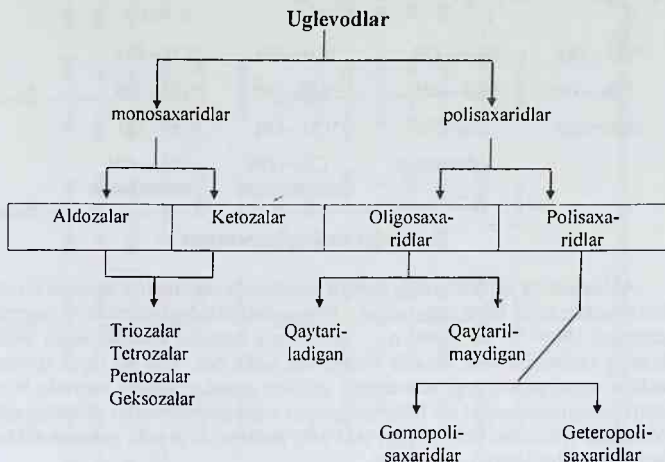 Uglevodlar
monosaxaridlar
polisaxaridlar
Aldozalar
Ketozalar
Oligosaxa-
ridlar
Polisaxa-
ridlar
Triozalar
Tetrozalar
Pentozalar
Geksozalar
Qaytari-
ladigan
Qaytaril-
maydigan
Gomopoli-
saxaridlar
Geteropoli-
saxaridlar